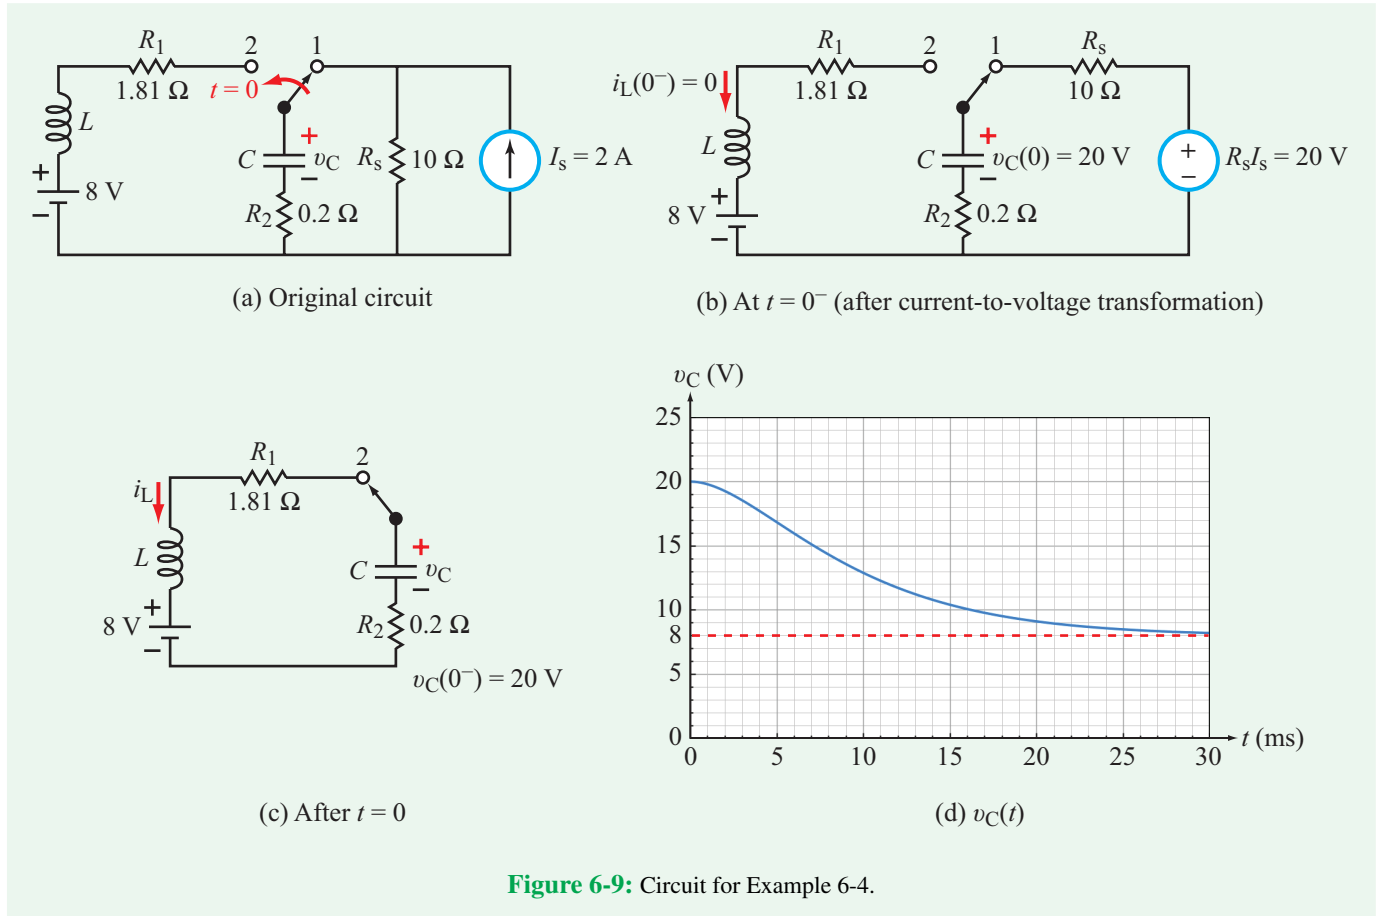 R1
1.81 Ω
2
1
t = 0
L
+
8 V
−
+
C
vC
−
R2
0.2 Ω
Rs
10 Ω
Is = 2 A
(a) Original circuit
iL(0−) = 0
R1
1.81 Ω
2
1
Rs
10 Ω
L
+
8 V
−
+
C
vC(0) = 20 V
−
R2
0.2 Ω
+
−
RsIs = 20 V
(b) At t = 0− (after current-to-voltage transformation)
iL
R1
1.81 Ω
2
L
+
8 V
−
+
C
vC
−
R2
0.2 Ω
vC(0−) = 20 V
(c) After t = 0
vC (V)
25
20
15
10
8
5
0
0 5 10 15 20 25 30
t (ms)
(d) vC(t)
Figure 6-9: Circuit for Example 6-4.